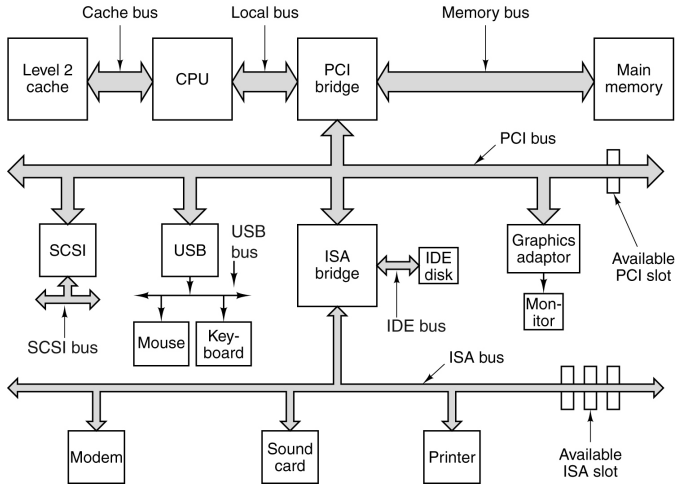 Cache bus
Local bus
Memory bus
Level 2
cache
CPU
PCI
bridge
Main
memory
PCI bus
SCSI
USB
USB
bus
ISA
bridge
IDE
disk
Graphics
adaptor
Available
PCI slot
Mon-
itor
IDE bus
SCSI bus
Mouse
Key-
board
ISA bus
Modem
Sound
card
Printer
Available
ISA slot